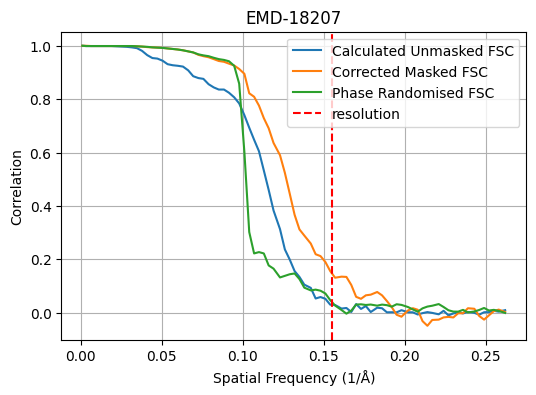 EMD-18207
Calculated Unmasked FSC
Corrected Masked FSC
Phase Randomised FSC
resolution
Correlation
1.0
0.8
0.6
0.4
0.2
0.0
0.00 0.05 0.10 0.15 0.20 0.25
Spatial Frequency (1/Å)